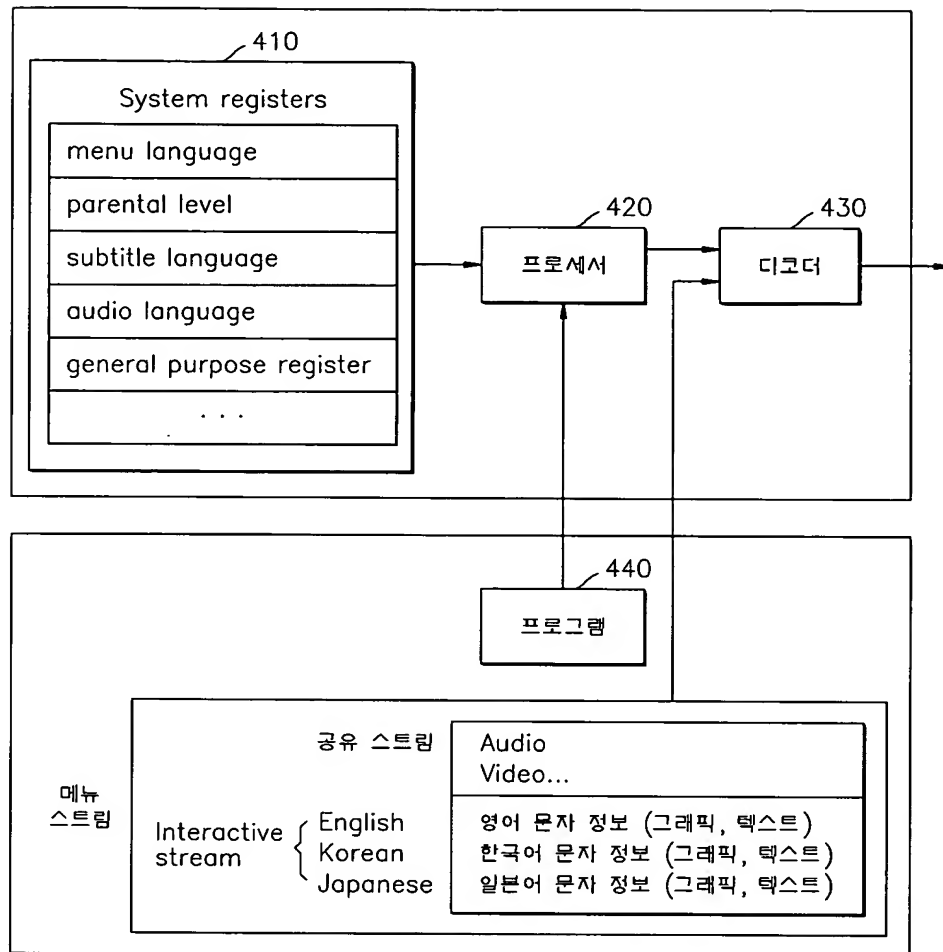 410
System registers
menu language
parental level
subtitle language
audio language
general purpose register
. . .
420
프로세서
430
디코더
440
프로그램
메뉴
스트림
공유 스트림
Audio
Video...
Interactive
stream
English
Korean
Japanese
영어 문자 정보 (그래픽, 텍스트)
한국어 문자 정보 (그래픽, 텍스트)
일본어 문자 정보 (그래픽, 텍스트)